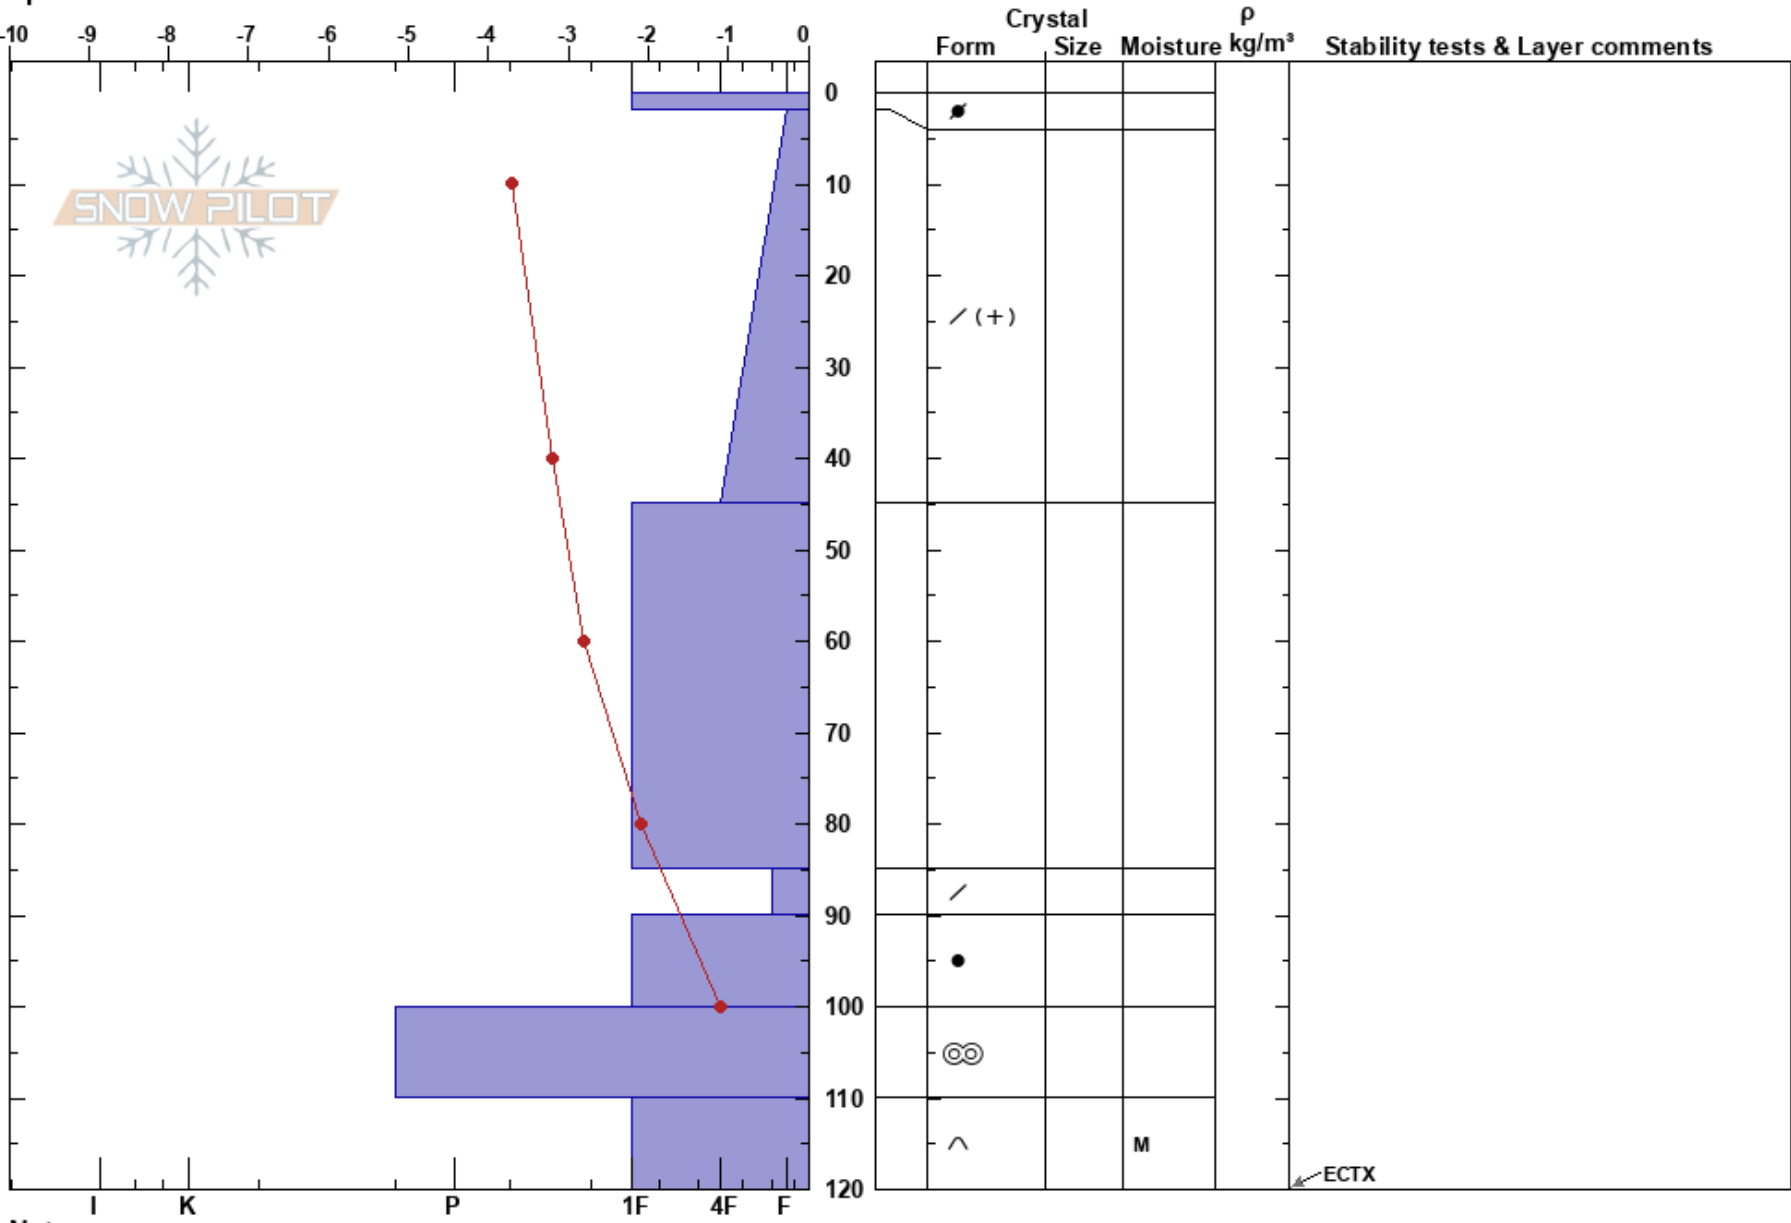 -10 -9 -8 -7 -6 -5 -4 -3 -2 -1 0
Crystal ρ
Form Size Moisture kg/m³ Stability tests & Layer comments
0
SNOW PILOT
10
20
/ (+)
30
40
50
60
70
80
/
90
100
110
M
ECTX
120
I K P 1F 4F F